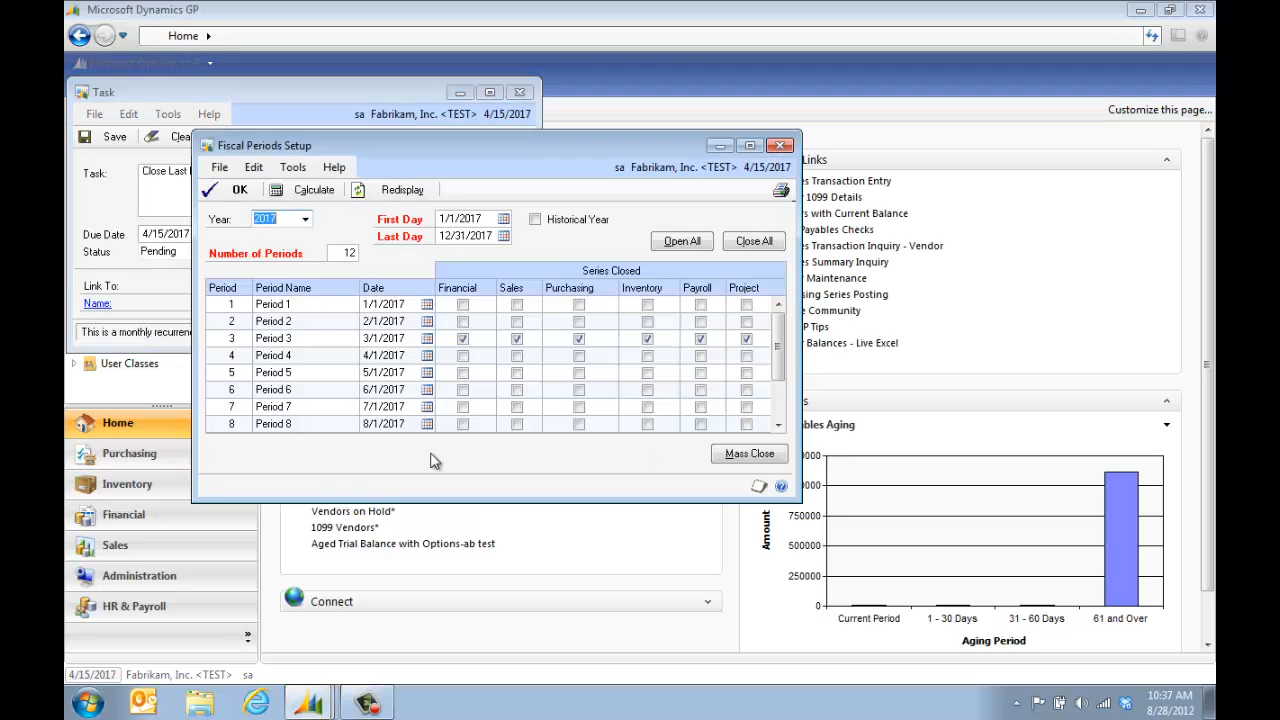 Microsoft Dynamics GP
Home
Task
File Edit Tools Help
sa Fabrikam, Inc. <TEST> 4/15/2017
Save Clea
Task:
Close Last
Due Date 4/15/2017
Status Pending
Link To:
Name:
This is a monthly recurrenc
Customize this page...
Fiscal Periods Setup
File Edit Tools Help
sa Fabrikam, Inc. <TEST> 4/15/2017
OK Calculate Redisplay
Year: 2017
First Day 1/1/2017
Historical Year
Last Day 12/31/2017
Open All Close All
Number of Periods 12
Series Closed
Period Period Name Date Financial Sales Purchasing Inventory Payroll Project
1 Period 1 1/1/2017
2 Period 2 2/1/2017
3 Period 3 3/1/2017
4 Period 4 4/1/2017
5 Period 5 5/1/2017
6 Period 6 6/1/2017
7 Period 7 7/1/2017
8 Period 8 8/1/2017
Mass Close
Links
s Transaction Entry
1099 Details
rs with Current Balance
Payables Checks
s Transaction Inquiry - Vendor
s Summary Inquiry
Maintenance
sing Series Posting
e Community
P Tips
Balances - Live Excel
User Classes
Home
Purchasing
Inventory
Financial
Sales
Administration
HR & Payroll
Vendors on Hold*
1099 Vendors*
Aged Trial Balance with Options-ab test
Connect
s
bles Aging
Amount
0000
750000
500000
250000
0
Current Period 1 - 30 Days 31 - 60 Days 61 and Over
Aging Period
4/15/2017 Fabrikam, Inc. <TEST> sa
10:37 AM
8/28/2012